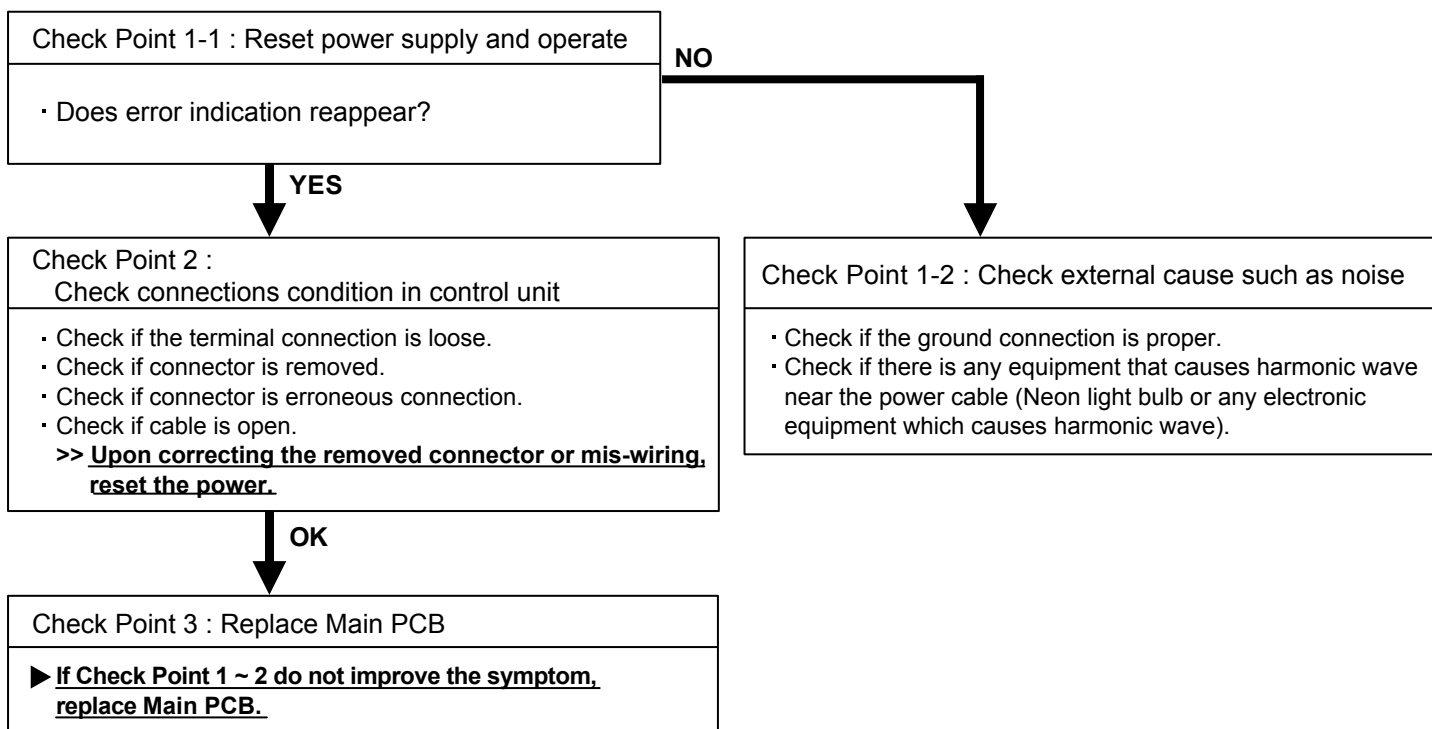 Check Point 1-1 : Reset power supply and operate
· Does error indication reappear?
NO
YES
Check Point 2 :
Check connections condition in control unit
· Check if the terminal connection is loose.
· Check if connector is removed.
· Check if connector is erroneous connection.
· Check if cable is open.
>> Upon correcting the removed connector or mis-wiring,
reset the power.
Check Point 1-2 : Check external cause such as noise
· Check if the ground connection is proper.
· Check if there is any equipment that causes harmonic wave
near the power cable (Neon light bulb or any electronic
equipment which causes harmonic wave).
OK
Check Point 3 : Replace Main PCB
▶ If Check Point 1 ~ 2 do not improve the symptom,
replace Main PCB.